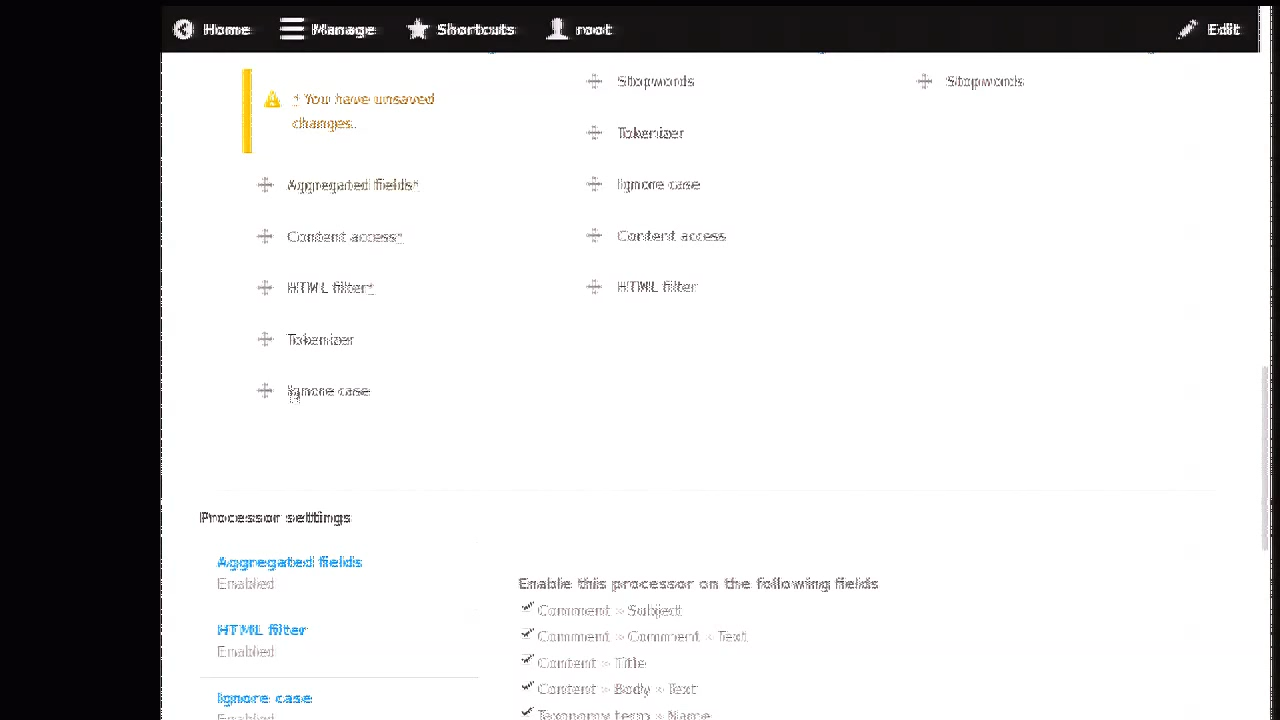 Home Manage Shortcuts root Edit
* You have unsaved
changes.
Aggregated fields*
Content access*
HTML filter*
Tokenizer
Ignore case
Stopwords
Tokenizer
Ignore case
Content access
HTML filter
Stopwords
Processor settings
Aggregated fields
Enabled
HTML filter
Enabled
Ignore case
Enabled
Enable this processor on the following fields
Comment » Subject
Comment » Comment » Text
Content » Title
Content » Body » Text
Taxonomy term » Name